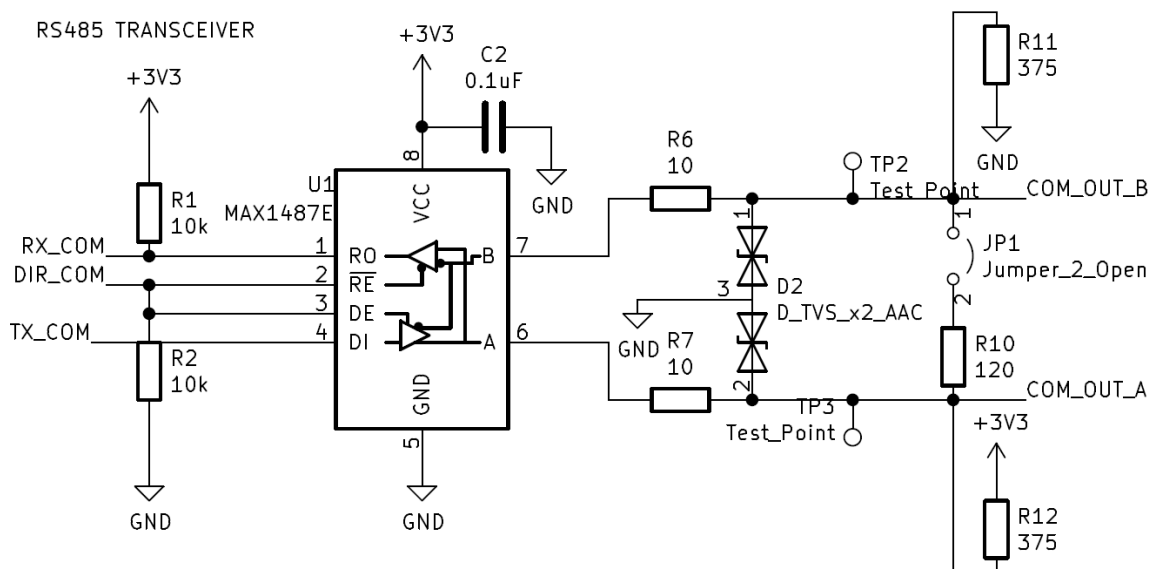 RS485 TRANSCEIVER
+3V3
+3V3
C2
0.1uF
R11
375
GND
8
GND
R6
10
TP2
Test_Point
COM_OUT_B
R1
10k
U1
MAX1487E
VCC
1
JP1
Jumper_2_Open
2
RX_COM
1
RO
B
7
DIR_COM
2
RE
3
DE
TX_COM
4
DI
A
6
1
3
D2
D_TVS_x2_AAC
GND
2
R2
10k
GND
5
GND
R7
10
R10
120
TP3
Test_Point
COM_OUT_A
+3V3
GND
R12
375